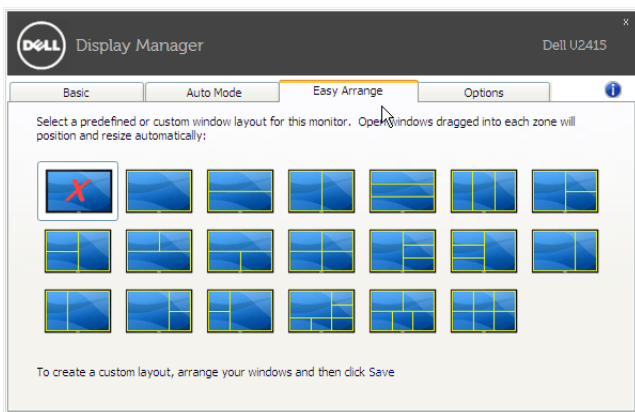 DELL Display Manager Dell U2415
x
Basic Auto Mode Easy Arrange Options i
Select a predefined or custom window layout for this monitor. Open windows dragged into each zone will
position and resize automatically:
X
To create a custom layout, arrange your windows and then click Save